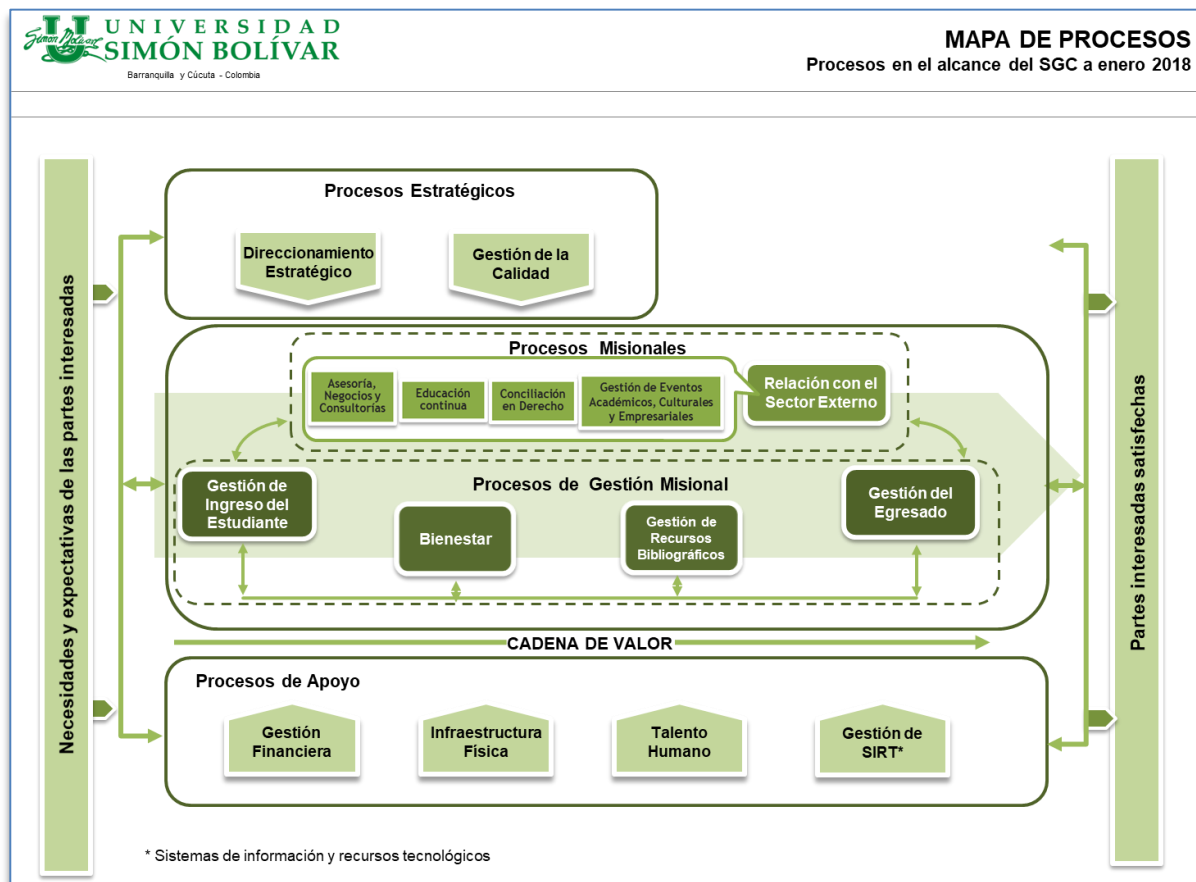 UNIVERSIDAD
SIMÓN BOLÍVAR
Barranquilla y Cúcuta - Colombia
MAPA DE PROCESOS
Procesos en el alcance del SGC a enero 2018
Necesidades y expectativas de las partes interesadas
Procesos Estratégicos
Direccionamiento
Estratégico
Gestión de la
Calidad
Procesos Misionales
Asesoría,
Negocios y
Consultorías
Educación
continua
Conciliación
en Derecho
Gestión de Eventos
Académicos, Culturales
y Empresariales
Relación con el
Sector Externo
Procesos de Gestión Misional
Gestión de
Ingreso del
Estudiante
Bienestar
Gestión de
Recursos
Bibliográficos
Gestión del
Egresado
CADENA DE VALOR
Procesos de Apoyo
Gestión
Financiera
Infraestructura
Física
Talento
Humano
Gestión de
SIRT*
Partes interesadas satisfechas
* Sistemas de información y recursos tecnológicos